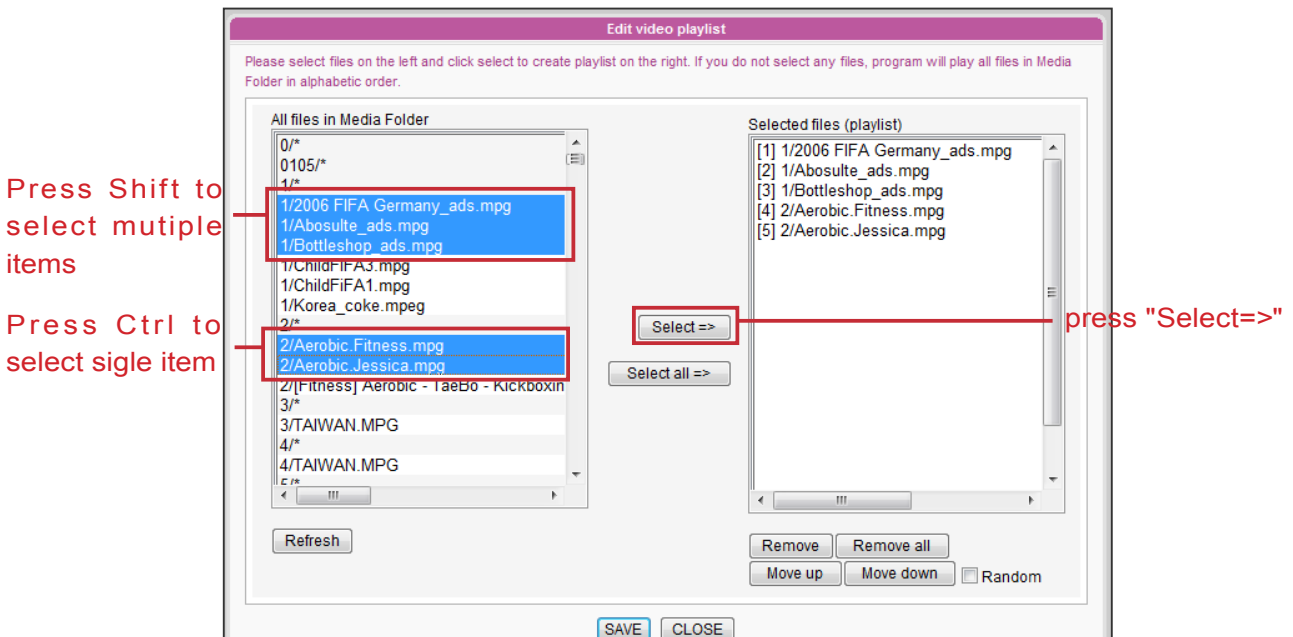 Edit video playlist
Please select files on the left and click select to create playlist on the right. If you do not select any files, program will play all files in Media
Folder in alphabetic order.
All files in Media Folder
0/*
0105/*
1/*
1/2006 FIFA Germany_ads.mpg
1/Abosulte_ads.mpg
1/Bottleshop_ads.mpg
1/ChildFIFA3.mpg
1/ChildFiFA1.mpg
1/Korea_coke.mpeg
2/*
2/Aerobic.Fitness.mpg
2/Aerobic.Jessica.mpg
2/[Fitness] Aerobic - TaeBo - Kickboxin
3/*
3/TAIWAN.MPG
4/*
4/TAIWAN.MPG
5/*
Refresh
Press Shift to
select mutiple
items
Press Ctrl to
select sigle item
Select =>
Select all =>
press "Select=>"
Selected files (playlist)
[1] 1/2006 FIFA Germany_ads.mpg
[2] 1/Abosulte_ads.mpg
[3] 1/Bottleshop_ads.mpg
[4] 2/Aerobic.Fitness.mpg
[5] 2/Aerobic.Jessica.mpg
Remove Remove all
Move up Move down Random
SAVE CLOSE